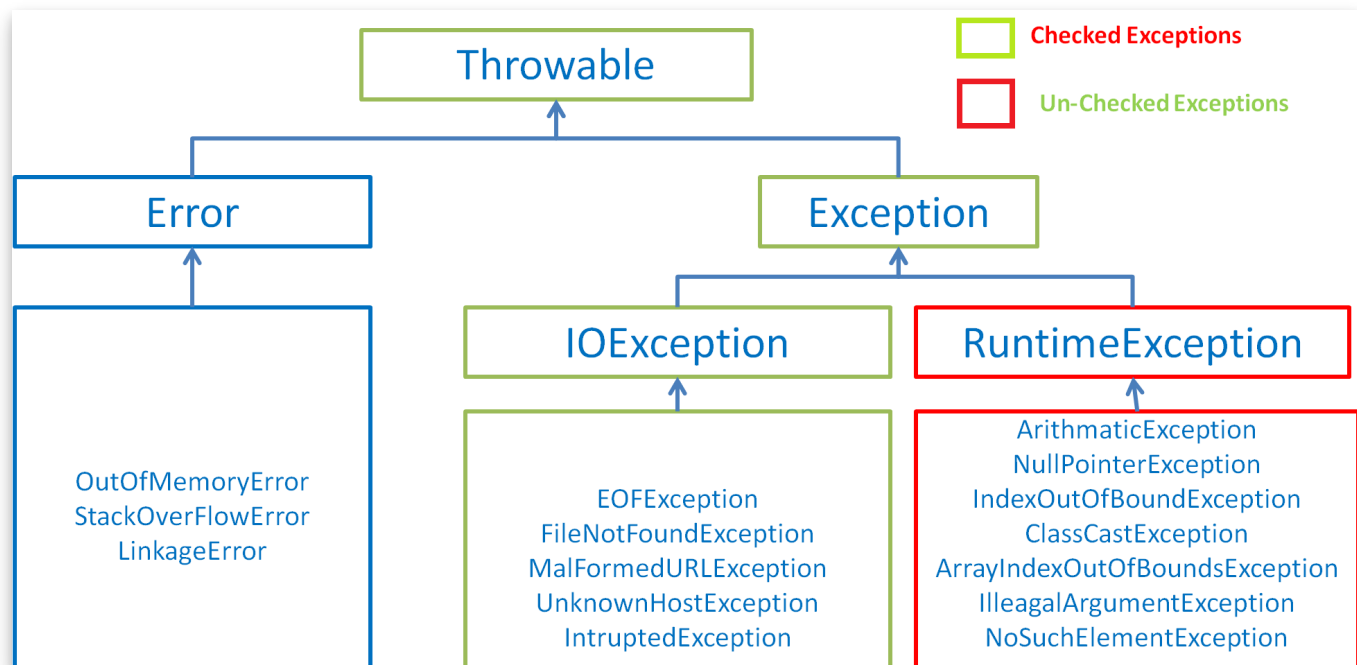 Throwable
Checked Exceptions
Un-Checked Exceptions
Error
Exception
IOException
RuntimeException
OutOfMemoryError
StackOverFlowError
LinkageError
EOFException
FileNotFoundException
MalFormedURLException
UnknownHostException
IntruptedException
ArithmaticException
NullPointerException
IndexOutOfBoundException
ClassCastException
ArrayIndexOutOfBoundsException
IlleagalArgumentException
NoSuchElementException